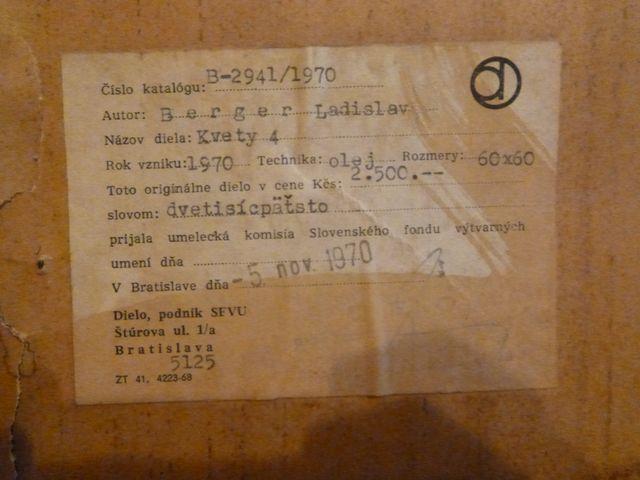 Číslo katalógu: B-2941/1970
Autor: Berger Ladislav
Názov diela: Kvety 4
Rok vzniku: 1970 Technika: olej Rozmery: 60x60
Toto originálne dielo v cene Kčs: 2.500.--
slovom: dvetisícpäťsto
prijala umelecká komisia Slovenského fondu výtvarných
umení dňa
V Bratislave dňa -5. nov. 1970
Dielo, podnik SFVU
Štúrova ul. 1/a
Bratislava
5125
ZT 41, 4223-68